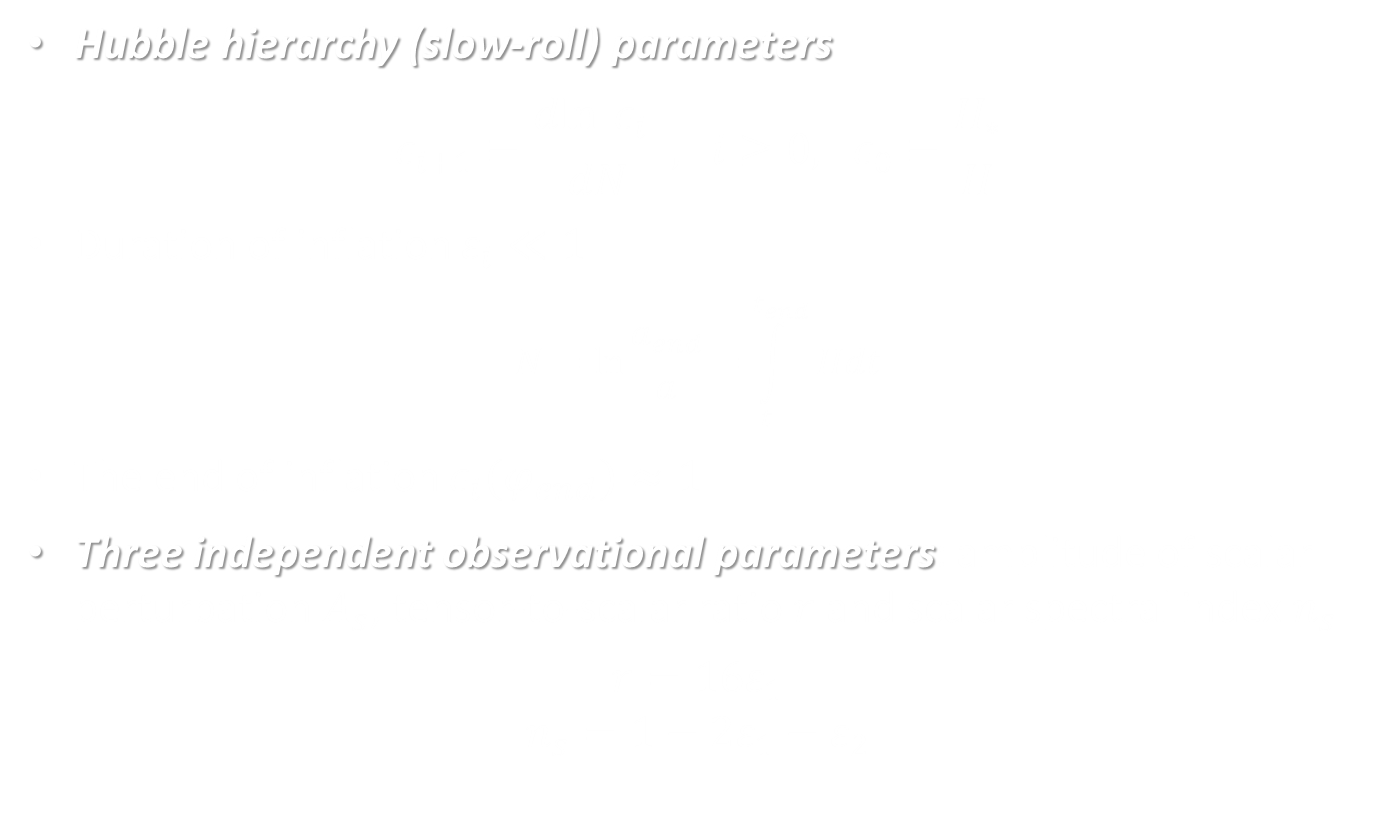 • Hubble hierarchy (slow-roll) parameters
• Three independent observational parameters